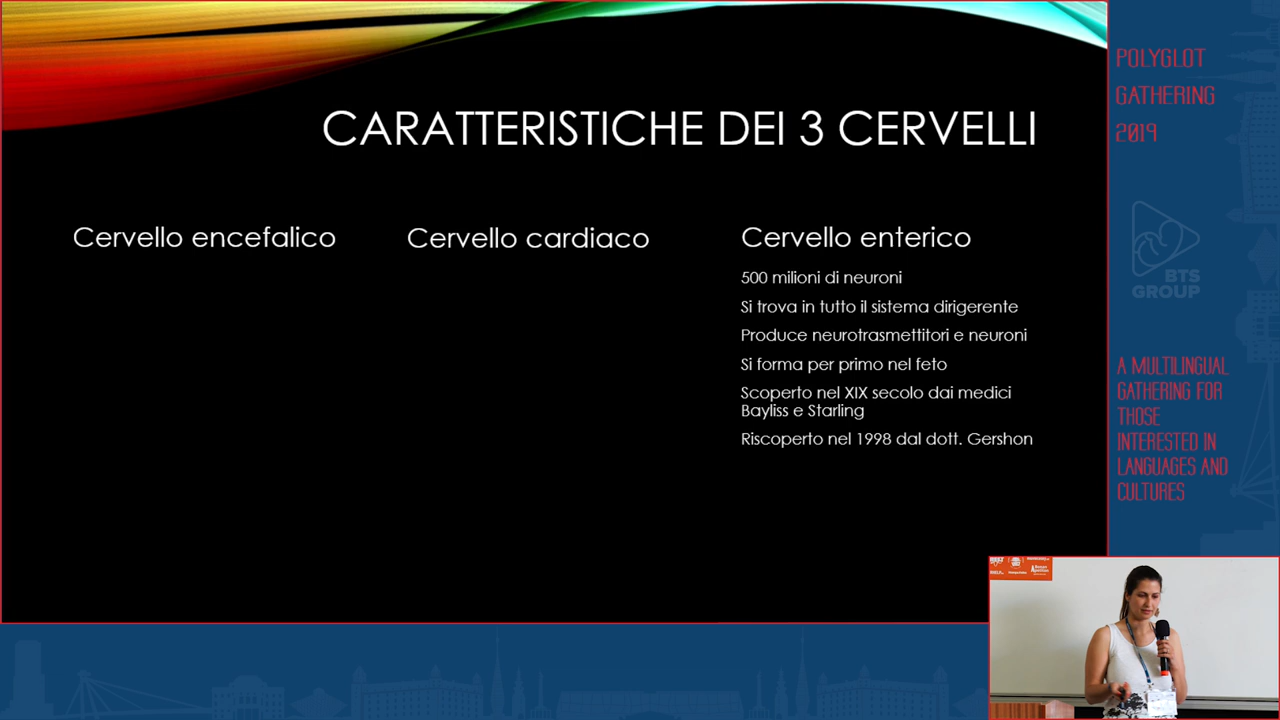 CARATTERISTICHE DEI 3 CERVELLI
Cervello encefalico
Cervello cardiaco
Cervello enterico
500 milioni di neuroni
Si trova in tutto il sistema dirigerente
Produce neurotrasmettitori e neuroni
Si forma per primo nel feto
Scoperto nel XIX secolo dai medici
Bayliss e Starling
Riscoperto nel 1998 dal dott. Gershon
POLYGLOT
GATHERING
2019
BTS
GROUP
A MULTILINGUAL
GATHERING FOR
THOSE
INTERESTED IN
LANGUAGES AND
CULTURES